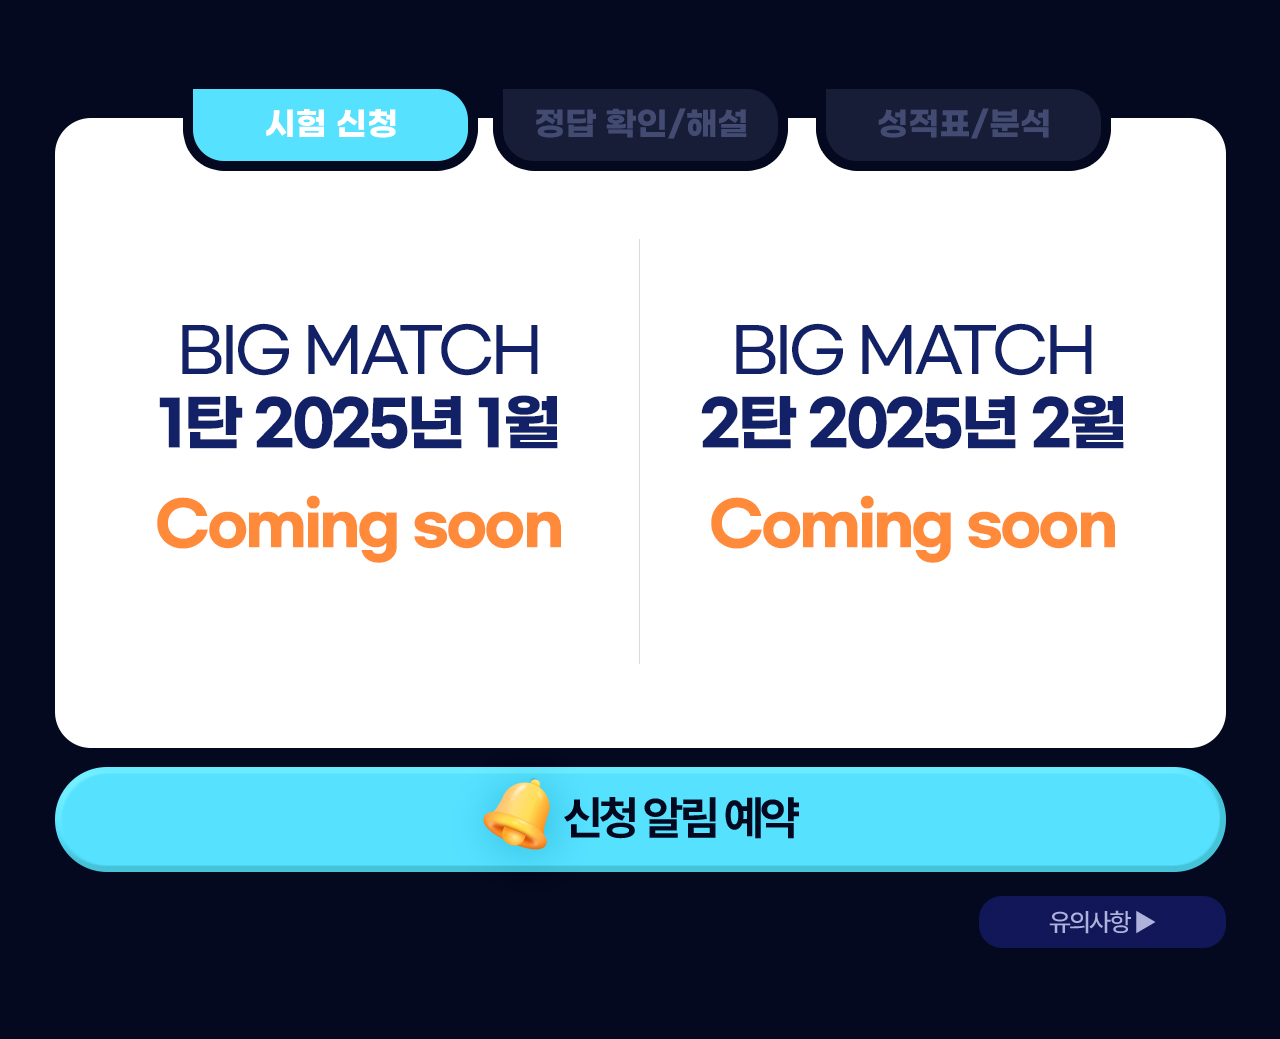 시험 신청
정답 확인/해설
성적표/분석
BIG MATCH
1탄 2025년 1월
Coming soon
BIG MATCH
2탄 2025년 2월
Coming soon
신청 알림 예약
유의사항 ▶